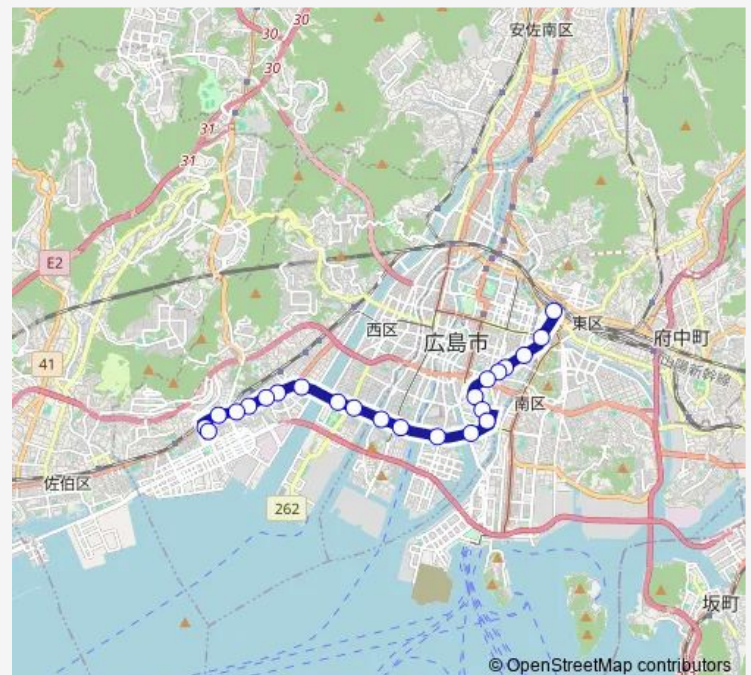 30
30
安佐南区
30
31
31
E2
西区
広島市
東区
府中町
41
山陽新幹線
南区
佐伯区
262
坂町
© OpenStreetMap contributors